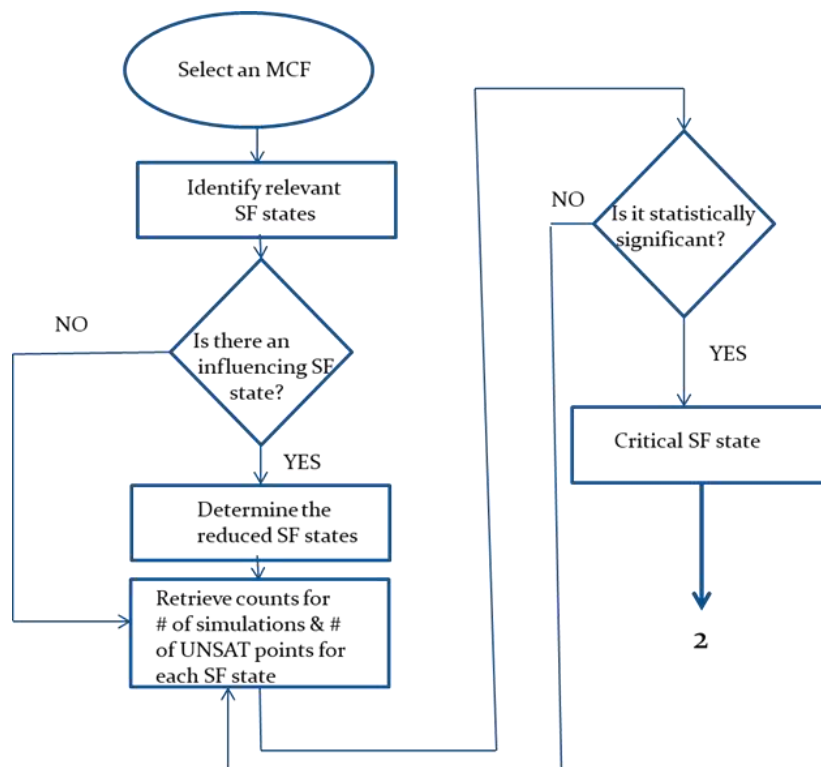 Select an MCF
Identify relevant
SF states
NO
Is there an
influencing SF
state?
YES
Determine the
reduced SF states
Retrieve counts for
# of simulations & #
of UNSAT points for
each SF state
NO
Is it statistically
significant?
YES
Critical SF state
2